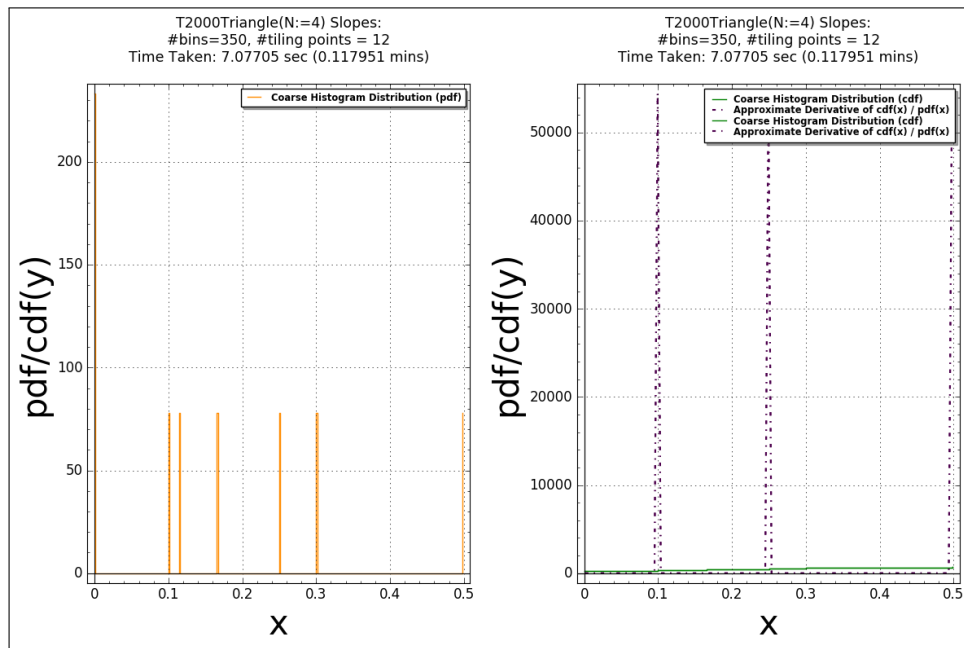 T2000Triangle(N:=4) Slopes:
#bins=350, #tiling points = 12
Time Taken: 7.07705 sec (0.117951 mins)
Coarse Histogram Distribution (pdf)
pdf/cdf(y)
200
150
100
50
0
0.0
0.1
0.2
0.3
0.4
0.5
x
T2000Triangle(N:=4) Slopes:
#bins=350, #tiling points = 12
Time Taken: 7.07705 sec (0.117951 mins)
Coarse Histogram Distribution (cdf)
Approximate Derivative of cdf(x) / pdf(x)
Coarse Histogram Distribution (cdf)
Approximate Derivative of cdf(x) / pdf(x)
pdf/cdf(y)
50000
40000
30000
20000
10000
0
0.0
0.1
0.2
0.3
0.4
0.5
x